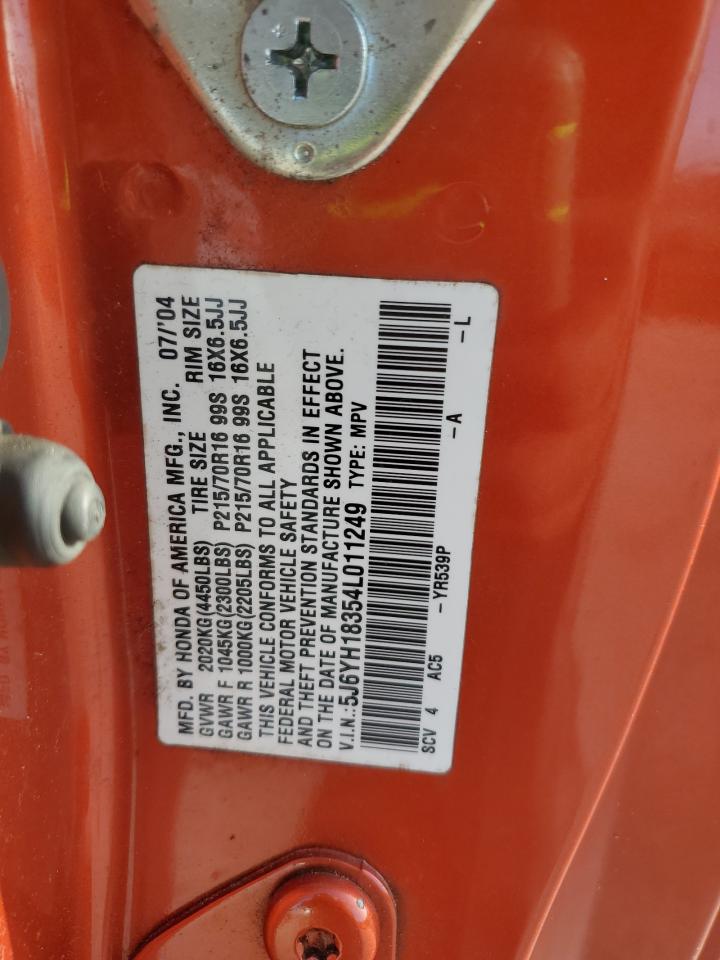 MFD. BY HONDA OF AMERICA MFG., INC. 07/'04
GVWR 2020KG(4450LBS) TIRE SIZE RIM SIZE
GAWR F 1045KG(2300LBS) P215/70R16 99S 16X6.5JJ
GAWR R 1000KG(2205LBS) P215/70R16 99S 16X6.5JJ
THIS VEHICLE CONFORMS TO ALL APPLICABLE
FEDERAL MOTOR VEHICLE SAFETY
AND THEFT PREVENTION STANDARDS IN EFFECT
ON THE DATE OF MANUFACTURE SHOWN ABOVE.
V.I.N.:5J6YH18354L011249 TYPE: MPV
SCV 4 AC5 -YR539P -A -L